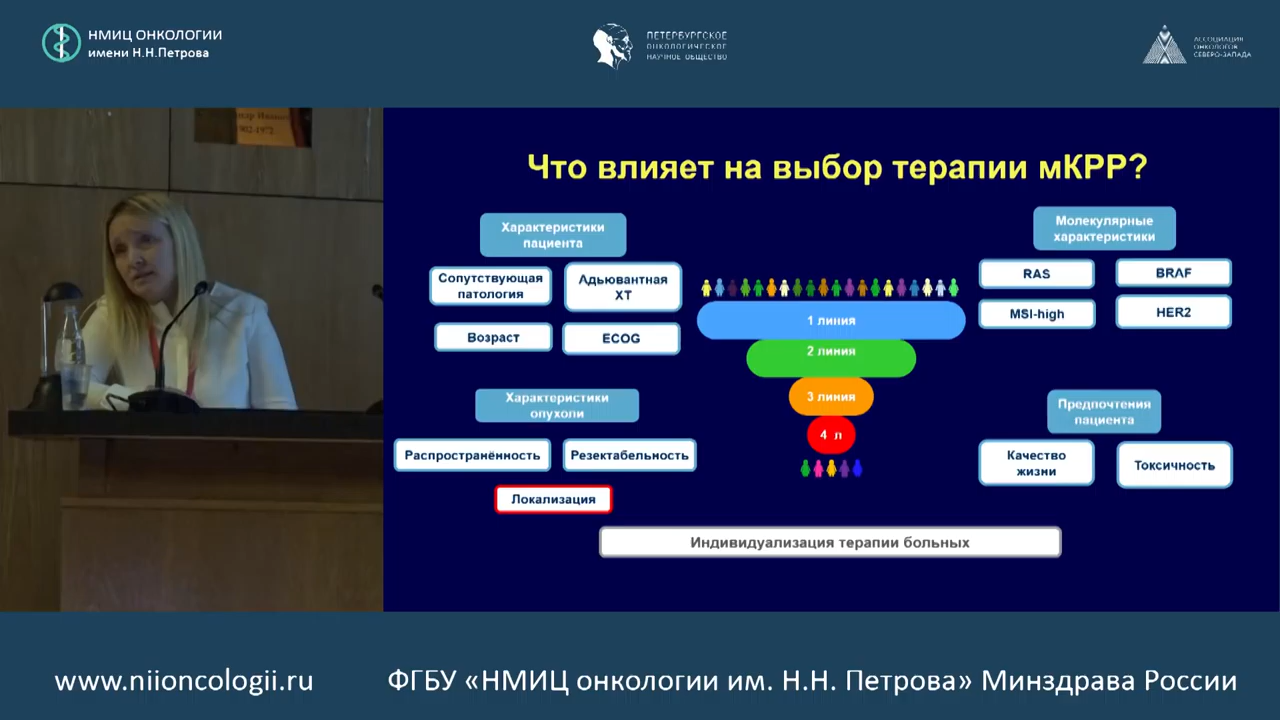 НМИЦ ОНКОЛОГИИ
имени Н.Н.Петрова
ПЕТЕРБУРГСКОЕ
ОНКОЛОГИЧЕСКОЕ
НАУЧНОЕ ОБЩЕСТВО
АССОЦИАЦИЯ
ОНКОЛОГОВ
СЕВЕРО-ЗАПАДА
1902-1972
Что влияет на выбор терапии мКРР?
Характеристики
пациента
Сопутствующая
патология
Адьювантная
ХТ
Возраст
ECOG
Характеристики
опухоли
Распространённость
Резектабельность
Локализация
1 линия
2 линия
3 линия
4 л
Молекулярные
характеристики
RAS
BRAF
MSI-high
HER2
Предпочтения
пациента
Качество
жизни
Токсичность
Индивидуализация терапии больных
www.niioncologii.ru
ФГБУ «НМИЦ онкологии им. Н.Н. Петрова» Минздрава России